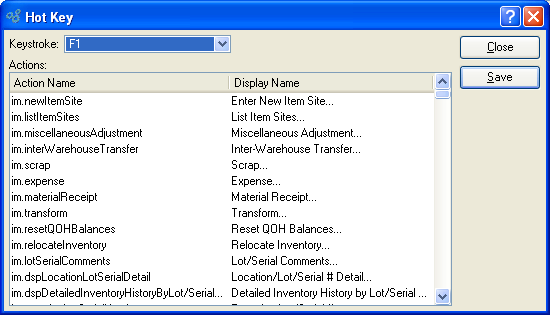 Hot Key
Keystroke: F1
Close
Actions:
Save
Action Name Display Name
im.newItemSite Enter New Item Site...
im.listItemSites List Item Sites...
im.miscellaneousAdjustment Miscellaneous Adjustment...
im.interWarehouseTransfer Inter-Warehouse Transfer...
im.scrap Scrap...
im.expense Expense...
im.materialReceipt Material Receipt...
im.transform Transform...
im.resetQOHBalances Reset QOH Balances...
im.relocateInventory Relocate Inventory...
im.lotSerialComments Lot/Serial Comments...
im.dspLocationLotSerialDetail Location/Lot/Serial # Detail...
im.dspDetailedInventoryHistoryByLot/Serial... Detailed Inventory History by Lot/Serial ...